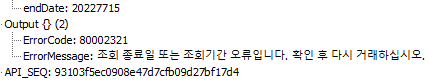 endDate: 20227715
Output {} (2)
ErrorCode: 80002321
ErrorMessage: 조회 종료일 또는 조회기간 오류입니다. 확인 후 다시 거래하십시오.
API_SEQ: 93103f5ec0908e47d7cfb09d27bf17d4